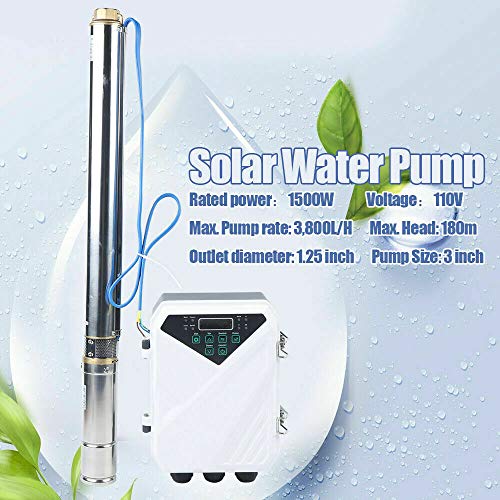 Solar Water Pump
Rated power： 1500W Voltage： 110V
Max. Pump rate: 3,800L/H Max. Head: 180m
Outlet diameter: 1.25 inch Pump Size: 3 inch